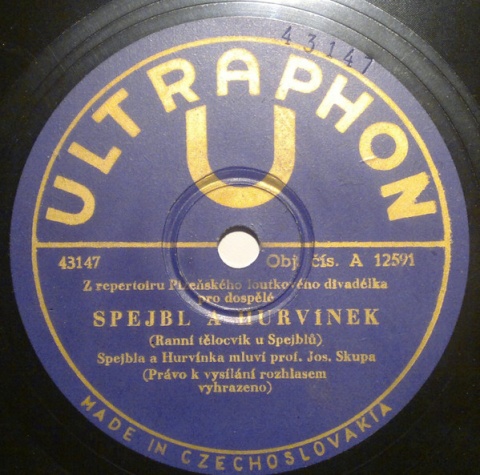 43147
ULTRAPHON
U
43147 Obj. čís. A 12591
Z repertoiru Plzeňského loutkového divadélka
pro dospělé
SPEJBL A HURVÍNEK
(Ranní tělocvik u Spejblů)
Spejbla a Hurvínka mluví prof. Jos. Skupa
(Právo k vysílání rozhlasem
vyhrazeno)
MADE IN CZECHOSLOVAKIA